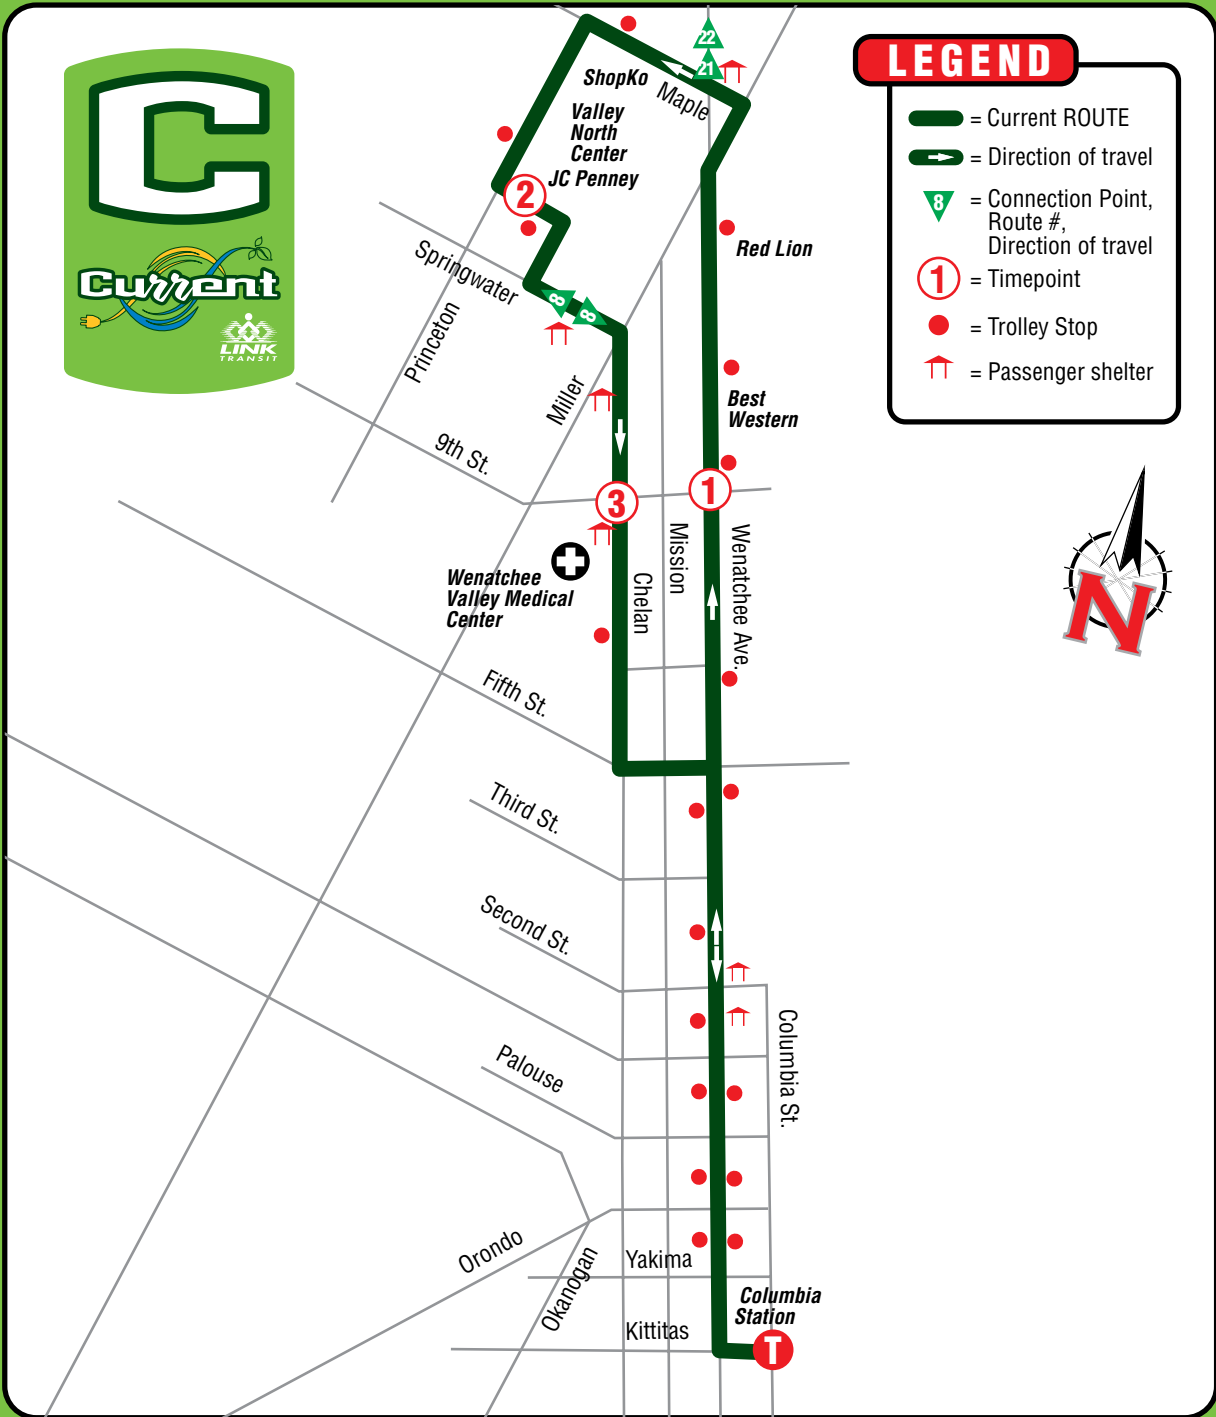 C
Current
LINK
TRANSIT
LEGEND
= Current ROUTE
= Direction of travel
8
= Connection Point,
Route #,
Direction of travel
1
= Timepoint
= Trolley Stop
= Passenger shelter
N
22
21
ShopKo
Maple
Valley
North
Center
JC Penney
2
Red Lion
Springwater
8
8
Princeton
Miller
Best
Western
9th St.
3
1
Mission
Wenatchee Ave.
Chelan
Wenatchee
Valley Medical
Center
Fifth St.
Third St.
Second St.
Columbia St.
Palouse
Orondo
Okanogan
Yakima
Columbia
Station
Kittitas
T